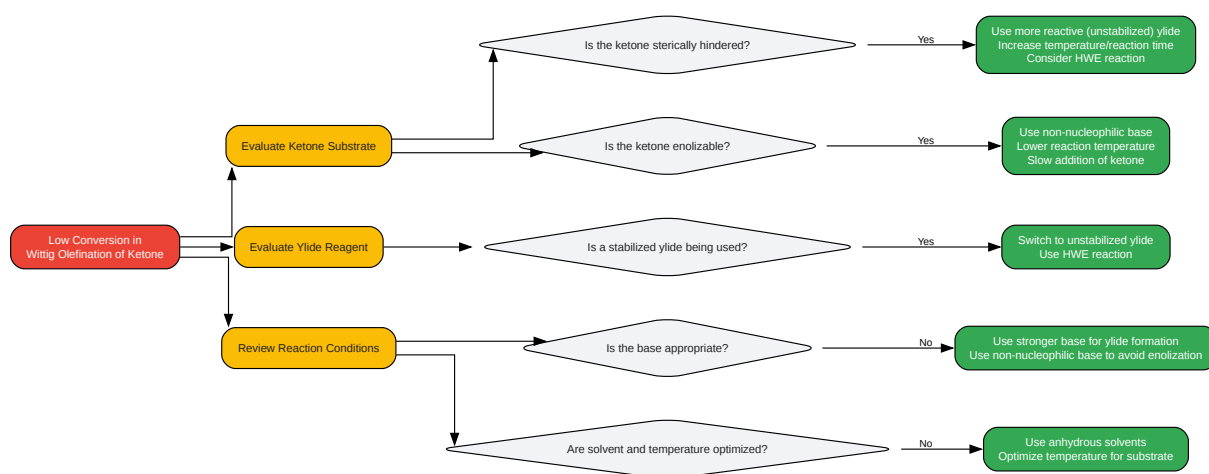 Is the ketone sterically hindered?
Yes
Use more reactive (unstabilized) ylide
Increase temperature/reaction time
Consider HWE reaction
Evaluate Ketone Substrate
Is the ketone enolizable?
Yes
Use non-nucleophilic base
Lower reaction temperature
Slow addition of ketone
Low Conversion in
Wittig Olefination of Ketone
Evaluate Ylide Reagent
Is a stabilized ylide being used?
Yes
Switch to unstabilized ylide
Use HWE reaction
Review Reaction Conditions
Is the base appropriate?
No
Use stronger base for ylide formation
Use non-nucleophilic base to avoid enolization
Are solvent and temperature optimized?
No
Use anhydrous solvents
Optimize temperature for substrate